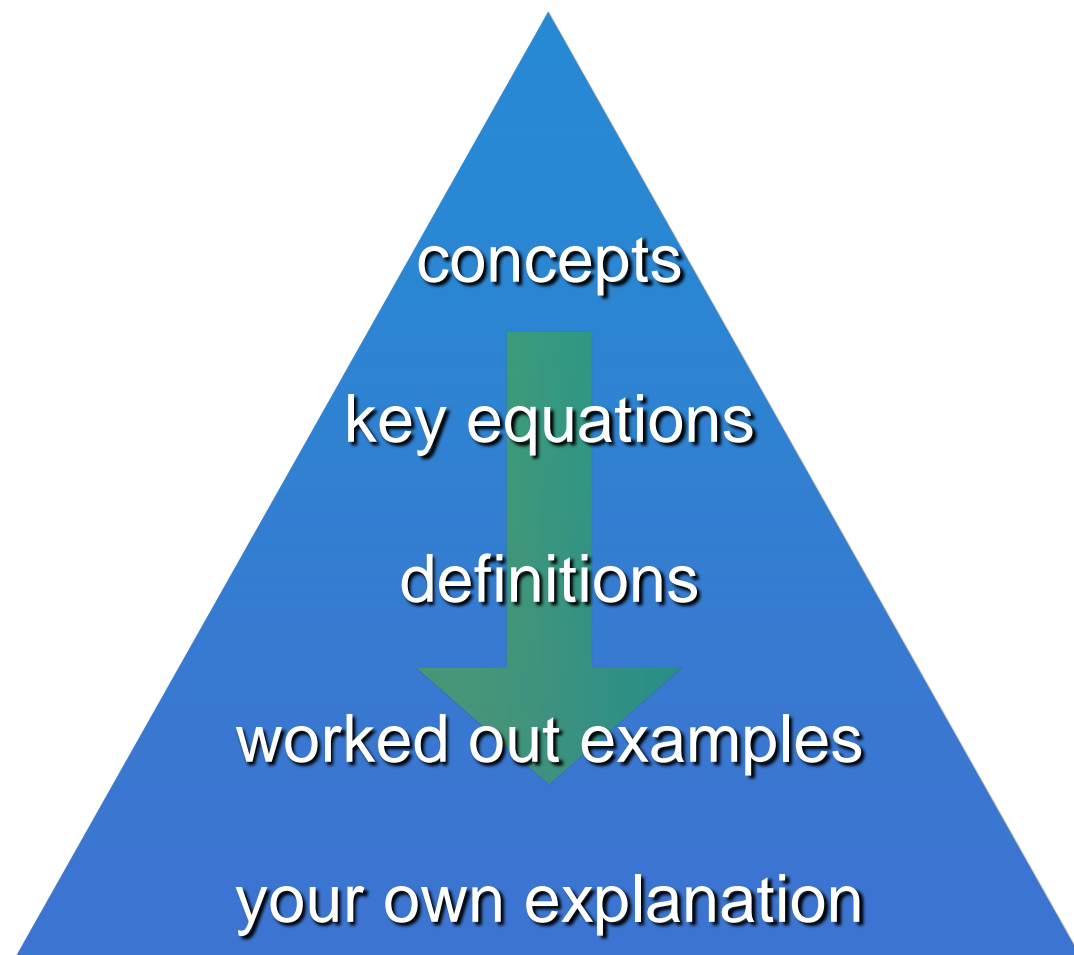 concepts
key equations
definitions
worked out examples
your own explanation